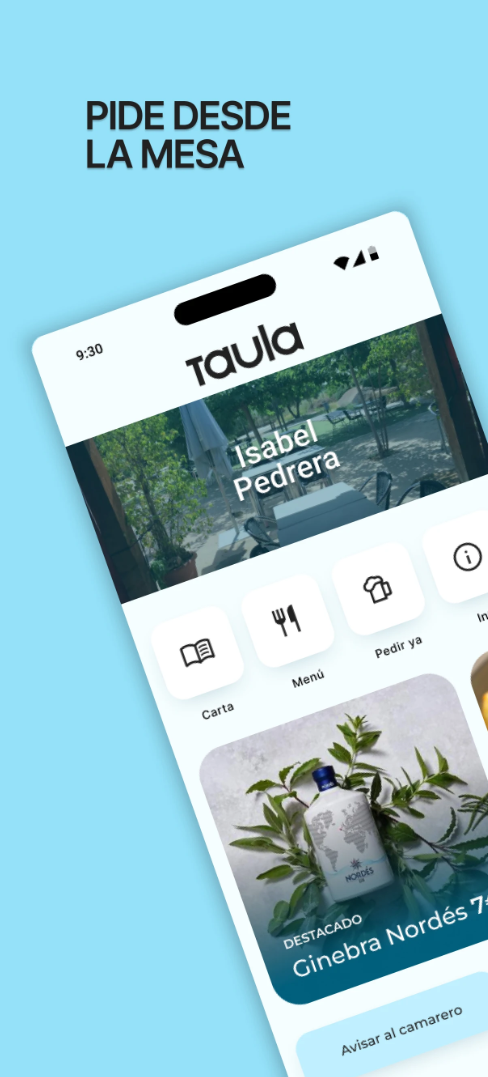 PIDE DESDE
LA MESA
9:30
Taula
Isabel
Pedrera
Carta
Menú
Pedir ya
In
NORDÉS
DESTACADO
Ginebra Nordés 7
Avisar al camarero